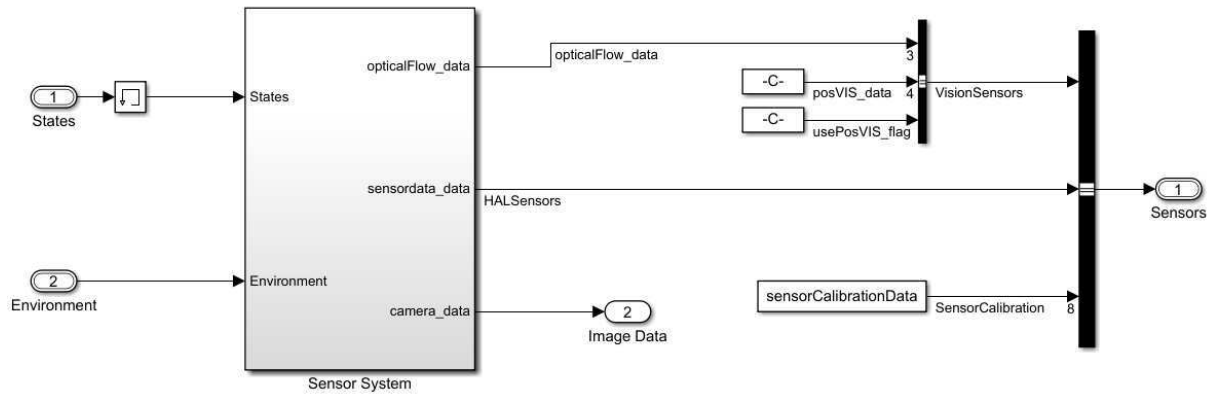 opticalFlow_data
opticalFlow_data
3
-C-
posVIS_data
4
VisionSensors
1
States
States
-C-
usePosVIS_flag
sensordata_data
HALSensors
1
Sensors
2
Environment
Environment
sensorCalibrationData
SensorCalibration
8
camera_data
2
Image Data
Sensor System